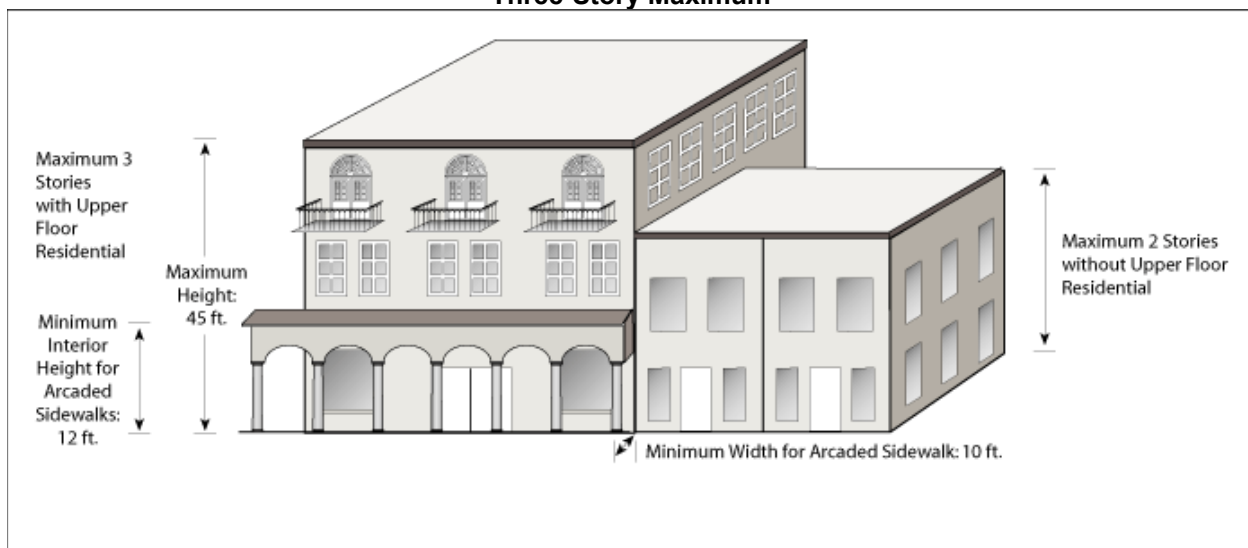 Three-Story Maximum
Maximum 3
Stories
with Upper
Floor
Residential
Maximum
Height:
45 ft.
Minimum
Interior
Height for
Arcaded
Sidewalks:
12 ft.
Maximum 2 Stories
without Upper Floor
Residential
Minimum Width for Arcaded Sidewalk: 10 ft.